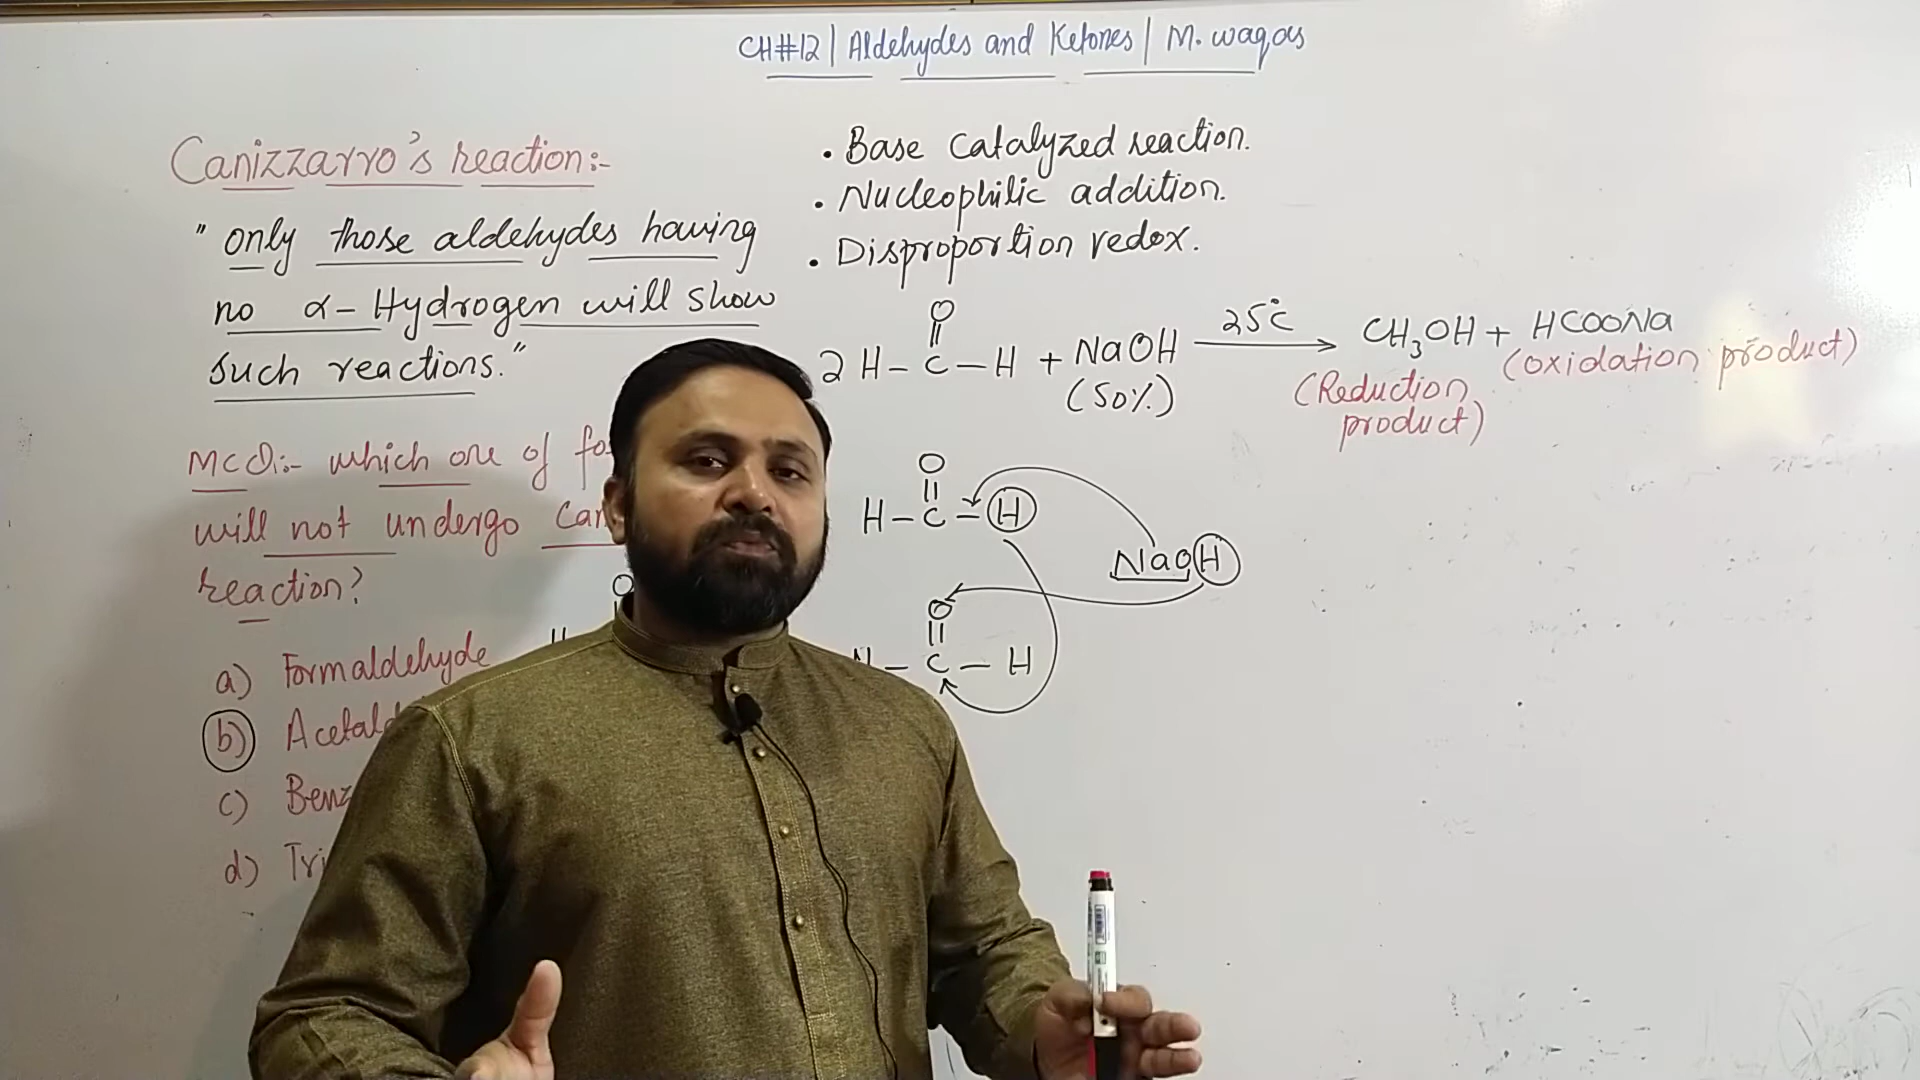 CH#12 | Aldehydes and Ketones | M. waqas
Canizzarro's reaction:-
"only those aldehydes having
no α-Hydrogen will show
such reactions."
MCQ:- which one of
will not undergo
reaction?
a) Formaldehyde
b)
c)
d)
• Base Catalyzed reaction.
• Nucleophilic addition.
• Disproportion redox.
O
2 H – C – H + NaOH 25°C CH3OH + HCOONa
(50%) (Reduction product) (oxidation product)
O
H – C – H
NaOH
O
– C – H
O
H